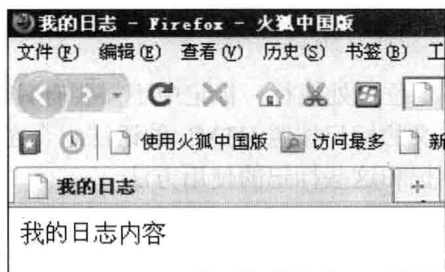 我的日志 - Firefox - 火狐中国版
文件(F) 编辑(E) 查看(V) 历史(S) 书签(B) 工
使用火狐中国版 访问最多 新
我的日志
我的日志内容